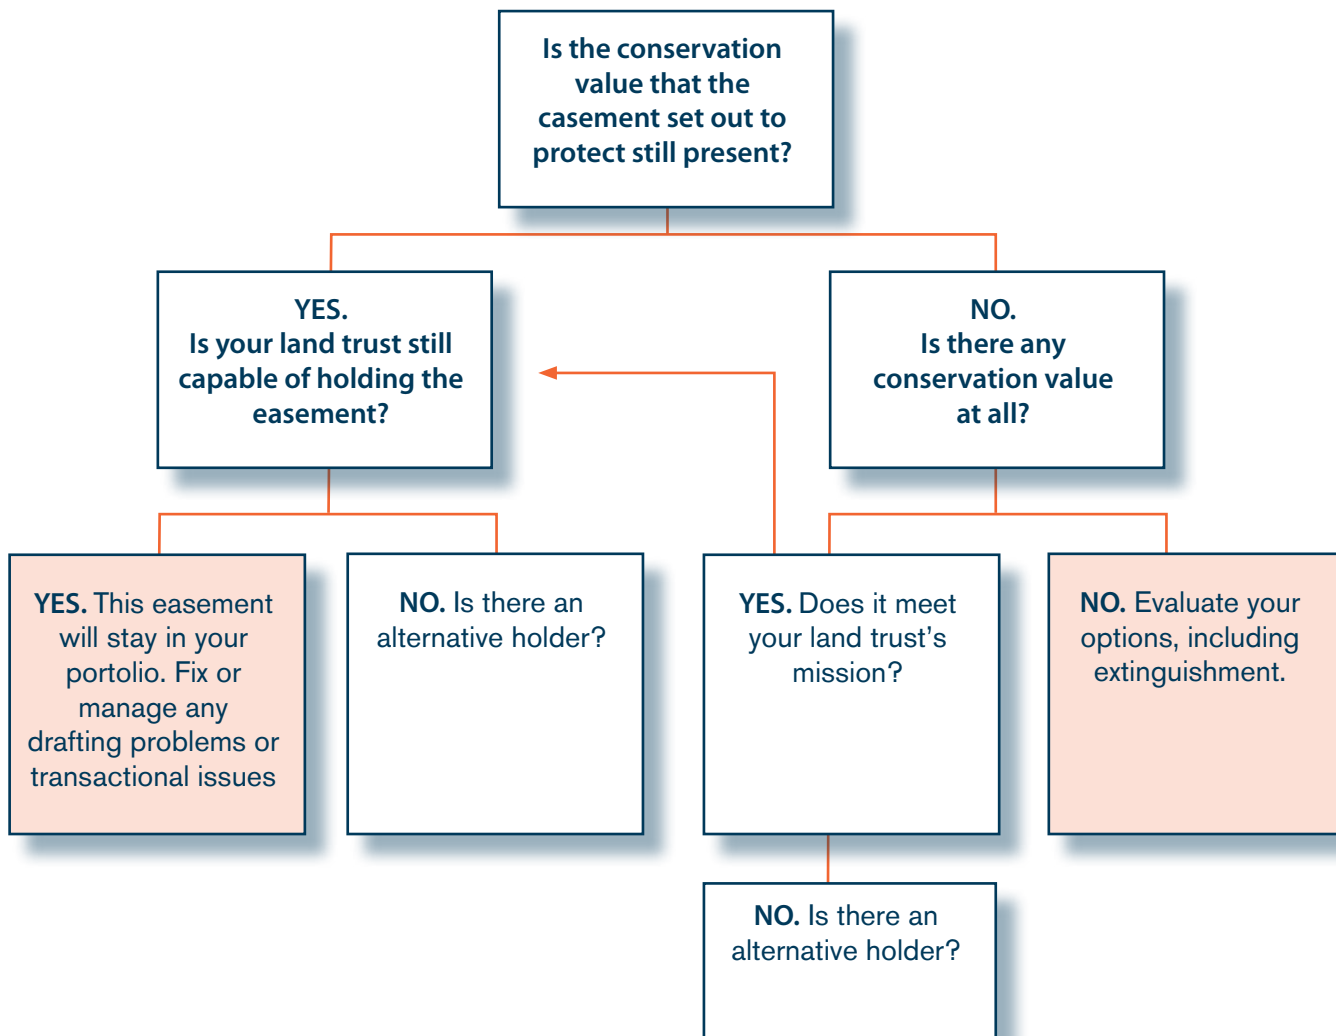 Is the conservation
value that the
casement set out to
protect still present?
YES.
Is your land trust still
capable of holding the
easement?
NO.
Is there any
conservation value
at all?
YES. This easement
will stay in your
portolio. Fix or
manage any
drafting problems or
transactional issues
NO. Is there an
alternative holder?
YES. Does it meet
your land trust’s
mission?
NO. Evaluate your
options, including
extinguishment.
NO. Is there an
alternative holder?